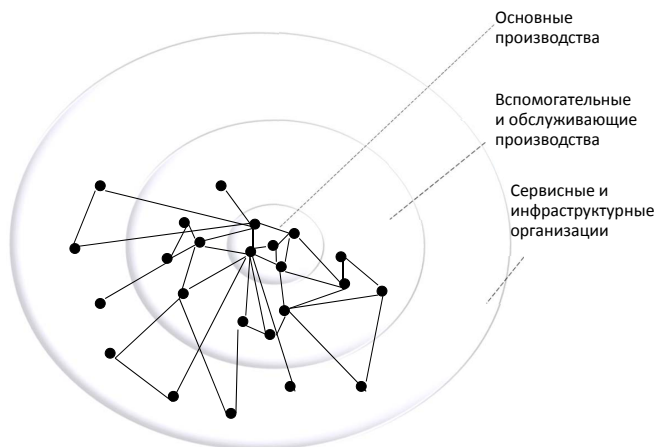 Основные
производства
Вспомогательные
и обслуживающие
производства
Сервисные и
инфраструктурные
организации